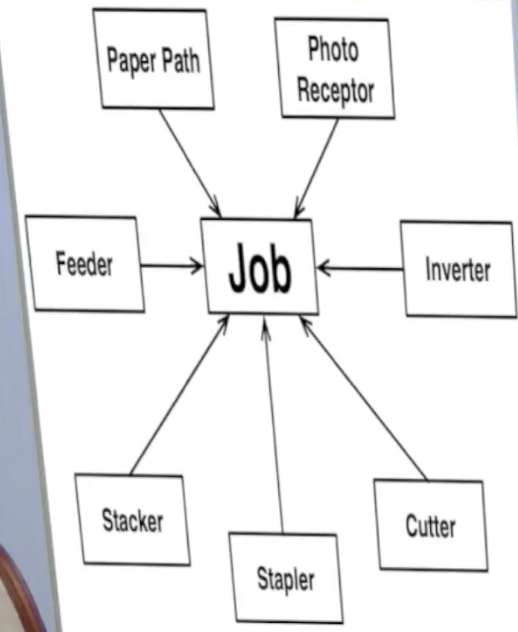 Paper Path
Photo
Receptor
Feeder
Job
Inverter
Stacker
Cutter
Stapler